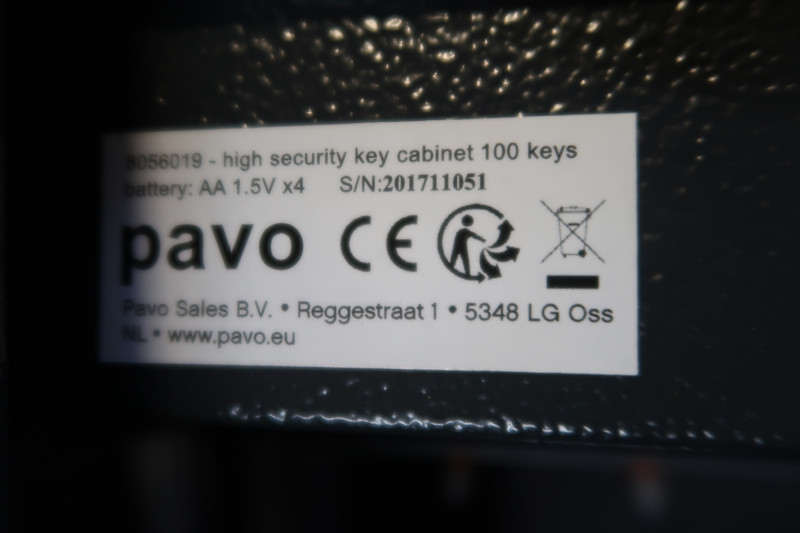 8056019 - high security key cabinet 100 keys
battery: AA 1.5V x4 S/N:201711051
pavo CE
Pavo Sales B.V. • Reggestraat 1 • 5348 LG Oss
NL • www.pavo.eu